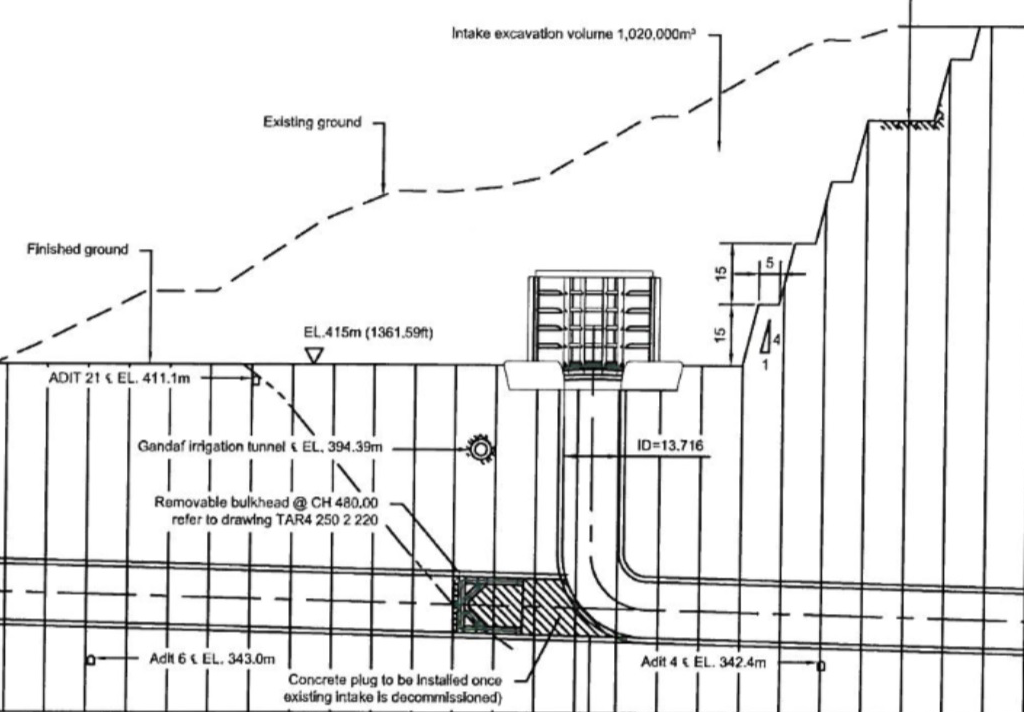 Intake excavation volume 1,020,000m³
Existing ground
Finished ground
15
5
EL.415m (1361.59ft)
15
4
1
ADIT 21 ℄ EL. 411.1m
Gandaf irrigation tunnel ℄ EL. 394.39m
ID=13.716
Removable bulkhead @ CH 480.00
refer to drawing TAR4 250 2 220
Adit 6 ℄ EL. 343.0m
Adit 4 ℄ EL. 342.4m
Concrete plug to be installed once
existing intake is decommissioned)